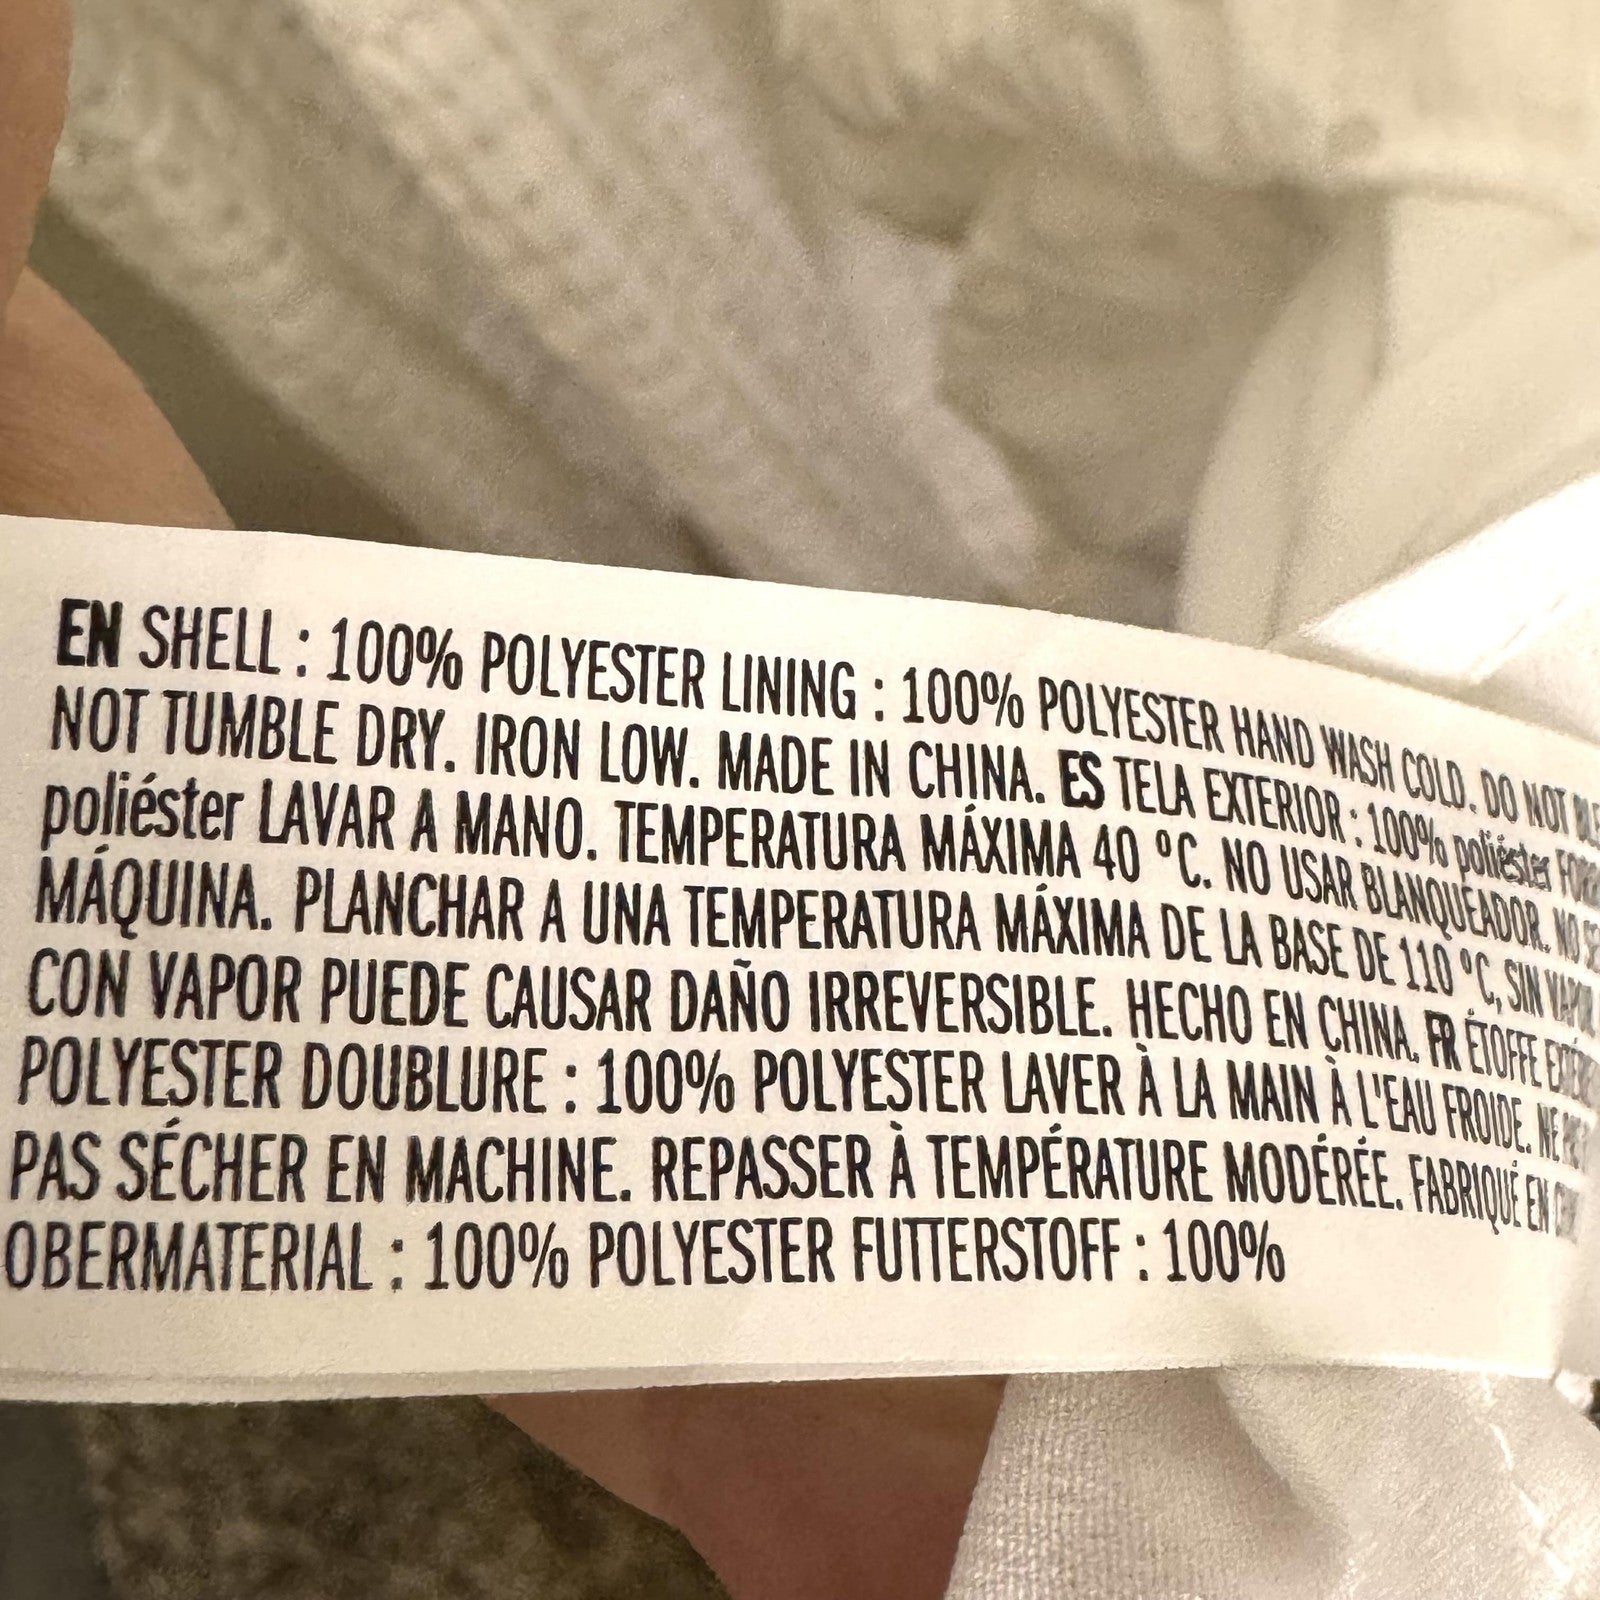 EN SHELL : 100% POLYESTER LINING : 100% POLYESTER HAND WASH COLD. DO NOT
NOT TUMBLE DRY. IRON LOW. MADE IN CHINA. ES TELA EXTERIOR : 100% poliéster
poliéster LAVAR A MANO. TEMPERATURA MÁXIMA 40 °C. NO USAR BLANQUEADOR. NO
MÁQUINA. PLANCHAR A UNA TEMPERATURA MÁXIMA DE LA BASE DE 110 °C, SIN VAPOR.
CON VAPOR PUEDE CAUSAR DAÑO IRREVERSIBLE. HECHO EN CHINA. FR ÉTOFFE
POLYESTER DOUBLURE : 100% POLYESTER LAVER À LA MAIN À L'EAU FROIDE. NE
PAS SÉCHER EN MACHINE. REPASSER À TEMPÉRATURE MODÉRÉE. FABRIQUÉ EN
OBERMATERIAL : 100% POLYESTER FUTTERSTOFF : 100%